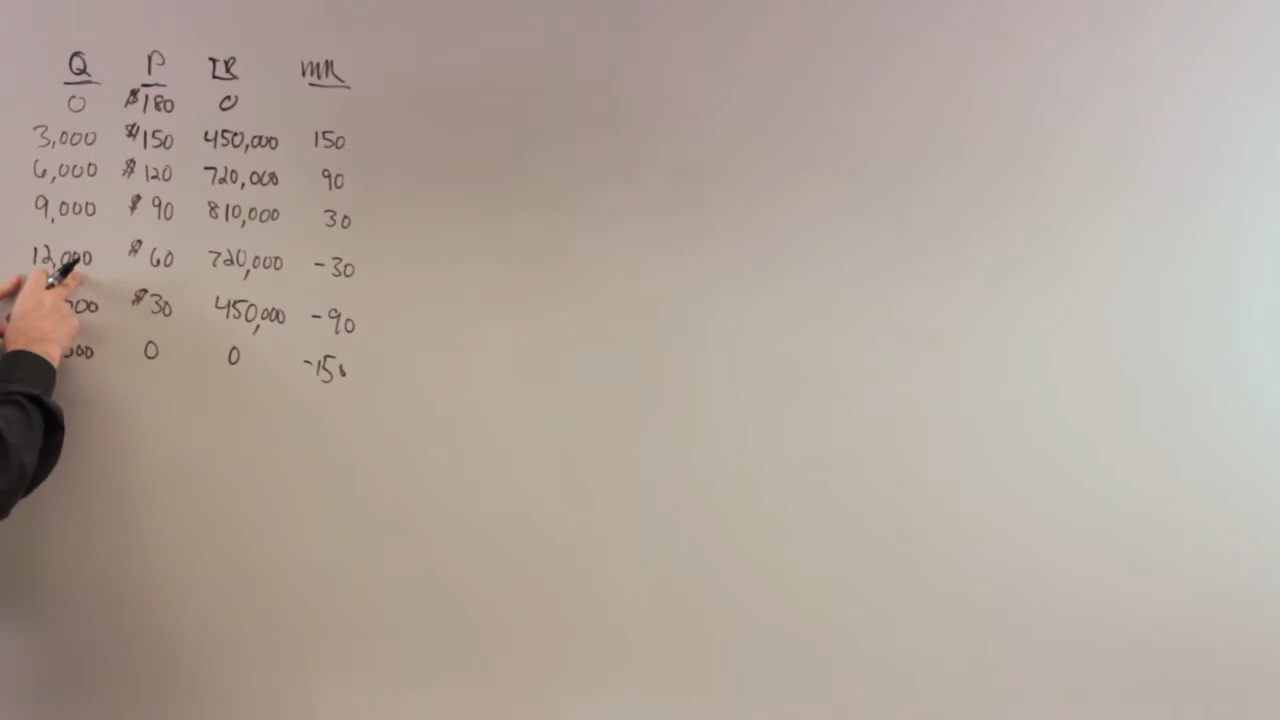 Q P TR MR
0 $180 0
3,000 $150 450,000 150
6,000 $120 720,000 90
9,000 $90 810,000 30
12,000 $60 720,000 -30
$30 450,000 -90
0 0 -150